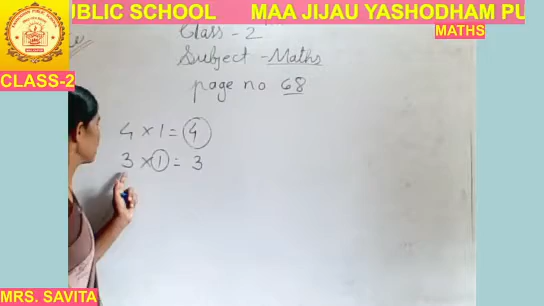 UBLIC SCHOOL MAA JIJAU YASHODHAM PU
MATHS
CLASS-2
Class - 2
Subject - Maths
page no 68
4 × 1 = 4
3 × 1 = 3
MRS. SAVITA